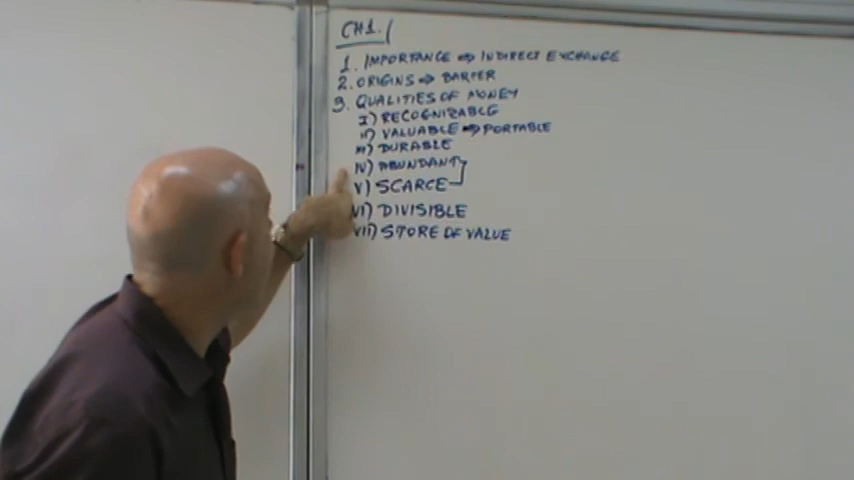 CH1.
1. IMPORTANCE ⇒ INDIRECT EXCHANGE
2. ORIGINS ⇒ BARTER
3. QUALITIES OF MONEY
I) RECOGNIZABLE
II) VALUABLE ⇒ PORTABLE
III) DURABLE
IV) ABUNDANT
V) SCARCE
VI) DIVISIBLE
VII) STORE OF VALUE